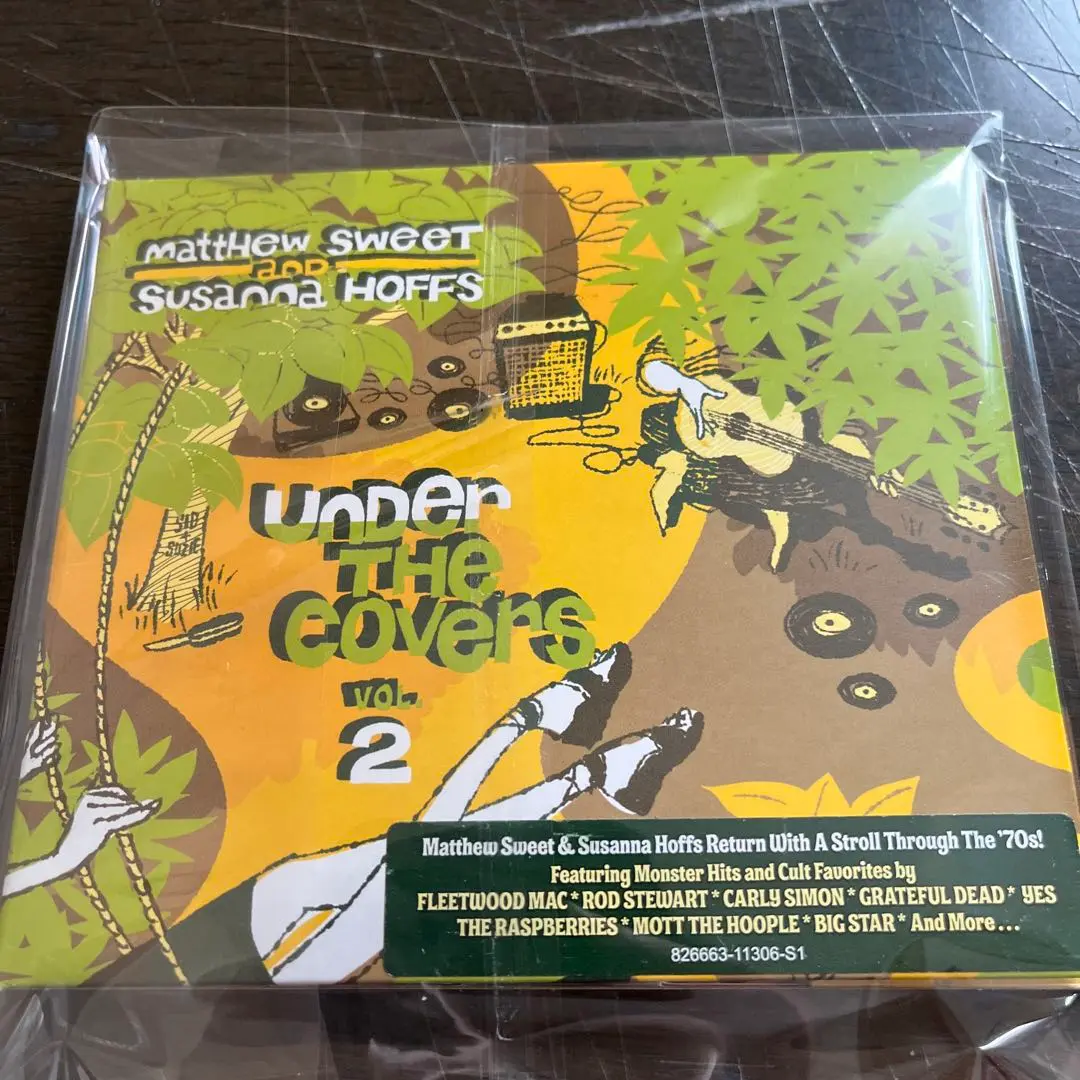 matthew sweet
and
susanna Hoffs
SID +
SUZIE
under
THe
covers
VOL.
2
Matthew Sweet & Susanna Hoffs Return With A Stroll Through The '70s!
Featuring Monster Hits and Cult Favorites by
FLEETWOOD MAC * ROD STEWART * CARLY SIMON * GRATEFUL DEAD * YES
THE RASPBERRIES * MOTT THE HOOPLE * BIG STAR * And More...
826663-11306-S1